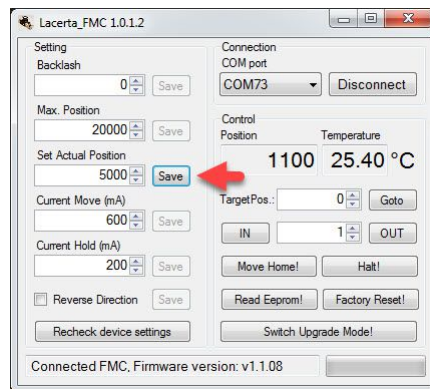 Lacerta_FMC 1.0.1.2
Setting
Backlash
0 Save
Max. Position
20000 Save
Set Actual Position
5000 Save
Current Move (mA)
600 Save
Current Hold (mA)
200 Save
Reverse Direction Save
Recheck device settings
Connection
COM port
COM73 Disconnect
Control
Position Temperature
1100 25.40 °C
TargetPos.: 0 Goto
IN 1 OUT
Move Home! Halt!
Read Eeprom! Factory Reset!
Switch Upgrade Mode!
Connected FMC, Firmware version: v1.1.08